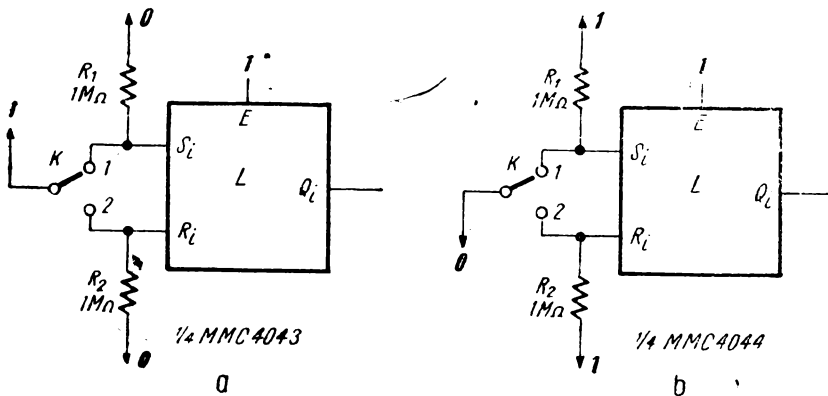 0
1
R1
1MΩ
1
E
K
1
Si
L
Qi
2
Ri
R2
1MΩ
0
1/4 MMC4043
a
1
1
R1
1MΩ
E
K
1
Si
L
Qi
2
0
Ri
R2
1MΩ
1
1/4 MMC4044
b